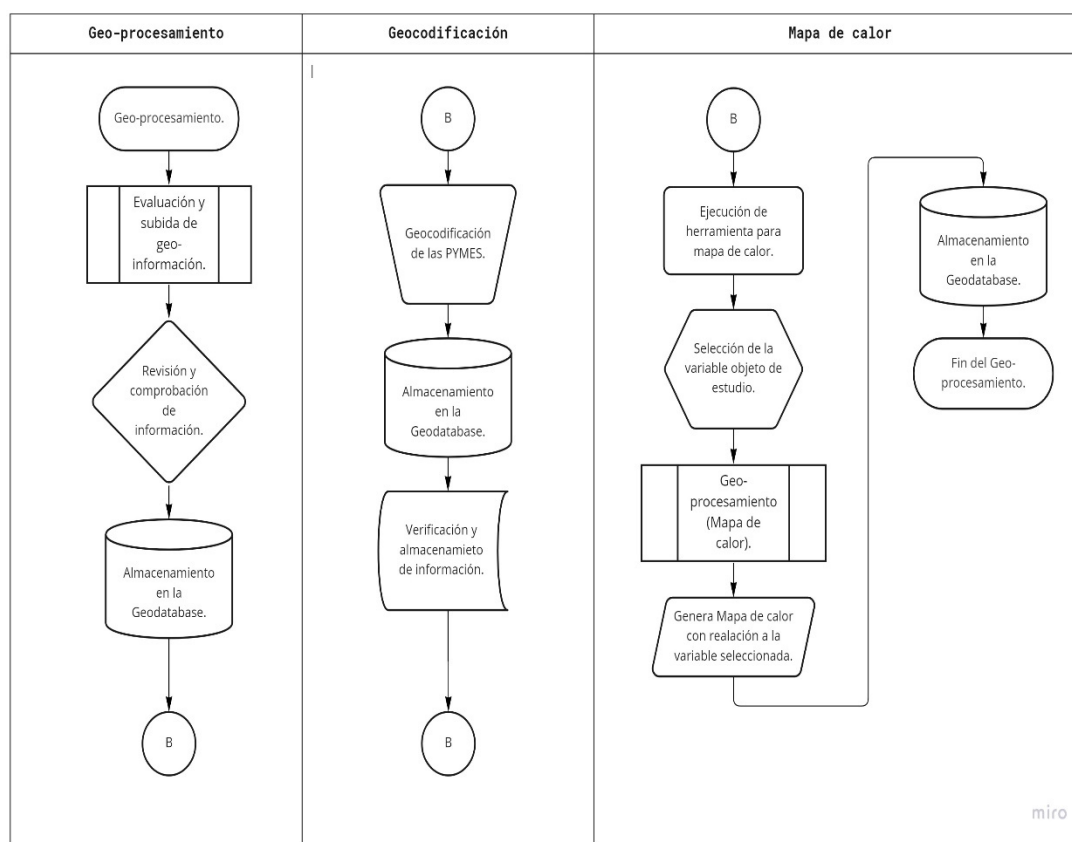 Geo-procesamiento
Geocodificación
Mapa de calor
Geo-procesamiento.
Evaluación y
subida de
geo-
información.
Revisión y
comprobación
de
información.
Almacenamiento
en la
Geodatabase.
B
B
Geocodificación
de las PYMES.
Almacenamiento
en la
Geodatabase.
Verificación y
almacenamieto
de información.
B
B
Ejecución de
herramienta para
mapa de calor.
Selección de la
variable objeto de
estudio.
Geo-
procesamiento
(Mapa de
calor).
Genera Mapa de calor
con realación a la
variable seleccionada.
Almacenamiento
en la
Geodatabase.
Fin del Geo-
procesamiento.
miro